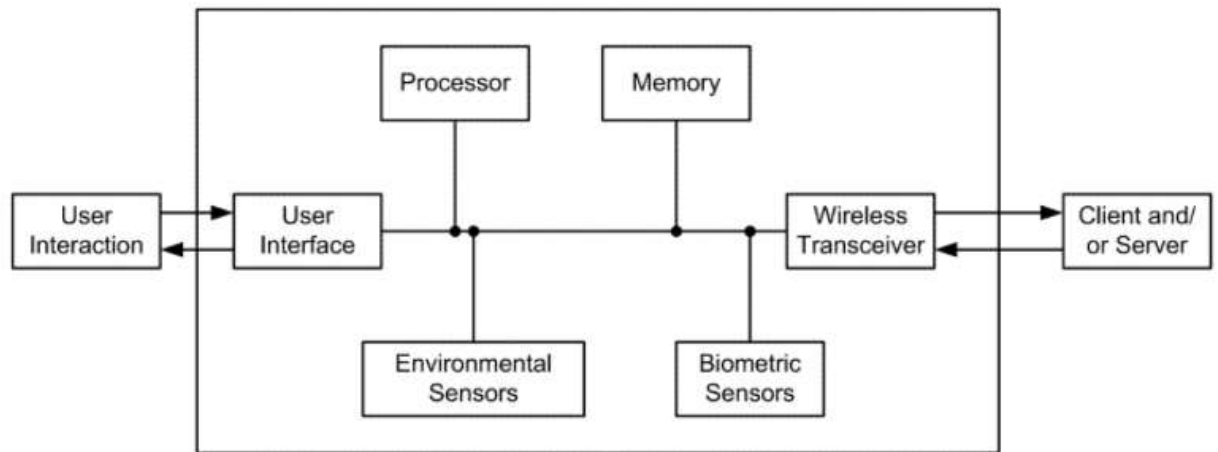 Processor
Memory
User
Interaction
User
Interface
Wireless
Transceiver
Client and/
or Server
Environmental
Sensors
Biometric
Sensors